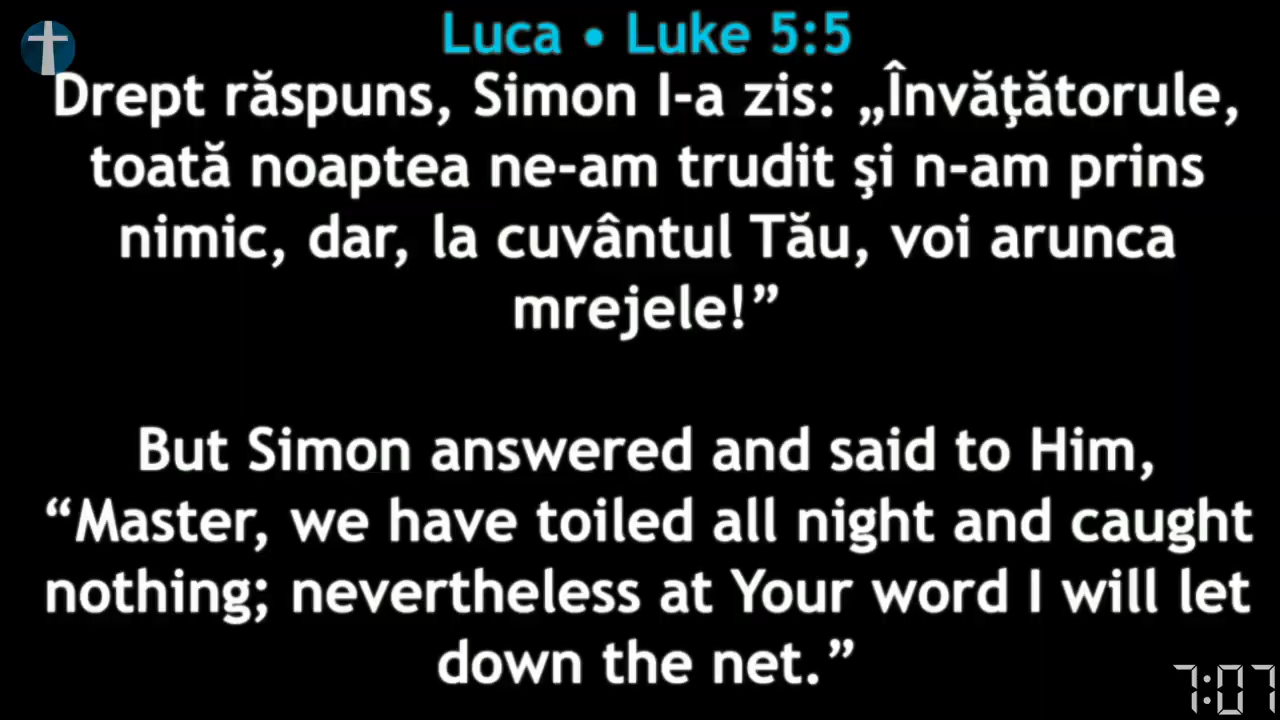 Luca • Luke 5:5
Drept răspuns, Simon I-a zis: „Învăţătorule,
toată noaptea ne-am trudit şi n-am prins
nimic, dar, la cuvântul Tău, voi arunca
mrejele!”
But Simon answered and said to Him,
“Master, we have toiled all night and caught
nothing; nevertheless at Your word I will let
down the net.”
7:07